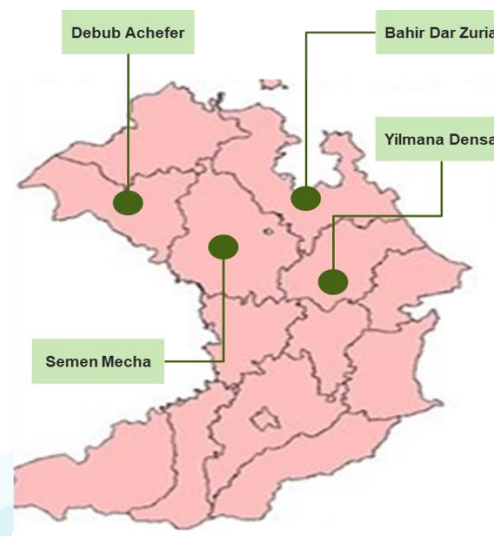 Debub Achefer
Bahir Dar Zuria
Yilmana Densa
Semen Mecha